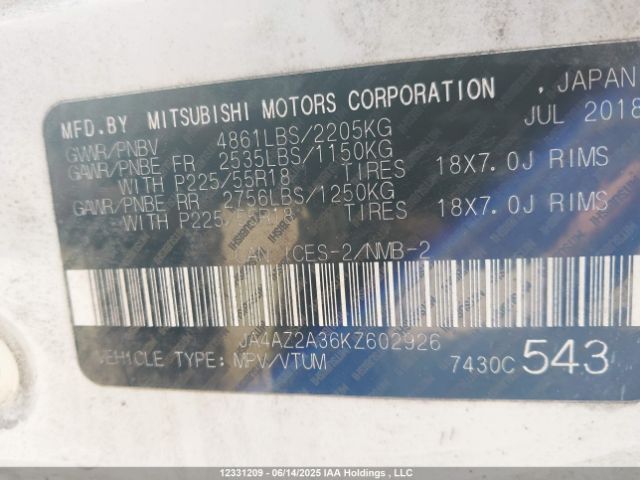 MFD.BY MITSUBISHI MOTORS CORPORATION , JAPAN
JUL 2018
GVWR/PNBV 4861LBS/2205KG
GAWR/PNBE FR 2535LBS/1150KG
WITH P225/55R18 TIRES 18X7.0J RIMS
GAWR/PNBE RR 2756LBS/1250KG
WITH P225/55R18 TIRES 18X7.0J RIMS
CES-2/NMB-2
JA4AZ2A36KZ602926
VEHICLE TYPE: MPV/VTUM 7430C 543
12331209 - 06/14/2025 IAA Holdings , LLC